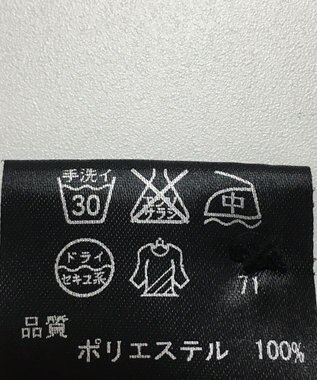 手洗イ
30
エンソ
サラシ
中
ドライ
セキユ系
71
品質
ポリエステル 100%